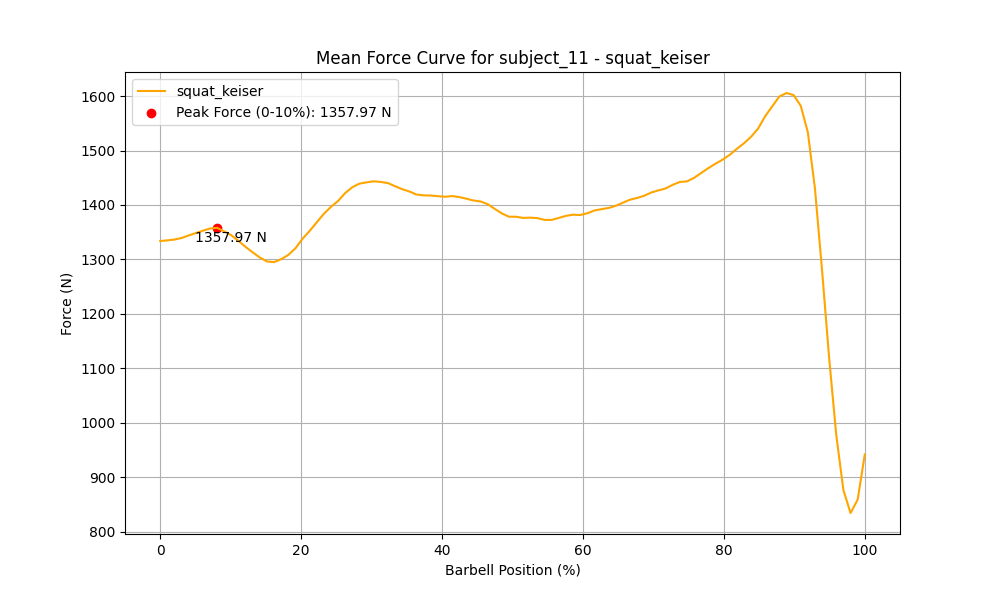 Mean Force Curve for subject_11 - squat_keiser
squat_keiser
Peak Force (0-10%): 1357.97 N
1357.97 N
Force (N)
1600
1500
1400
1300
1200
1100
1000
900
800
0 20 40 60 80 100
Barbell Position (%)